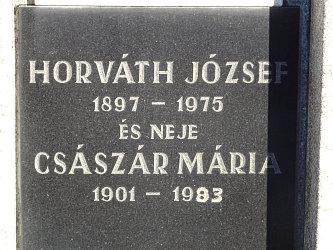 HORVÁTH JÓZSEF
1897 – 1975
ÉS NEJE
CSÁSZÁR MÁRIA
1901 – 1983